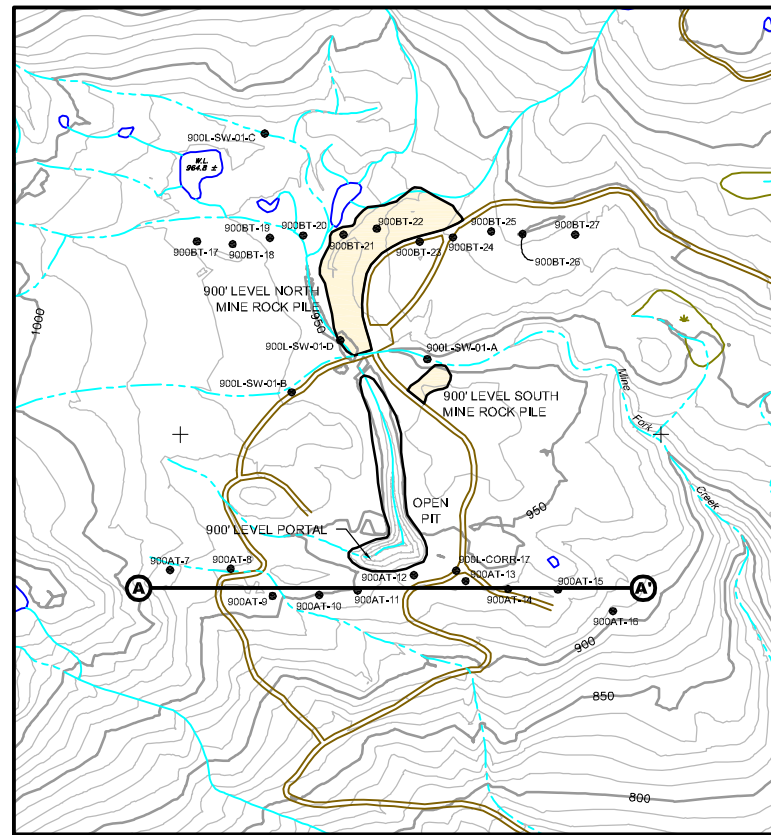 900L-SW-01-C
W.L.
964.8 ±
900BT-19
900BT-20
900BT-22
900BT-25
900BT-27
900BT-17
900BT-18
900BT-21
900BT-23
900BT-24
900BT-26
900' LEVEL NORTH
MINE ROCK PILE
950
1000
900L-SW-01-D
900L-SW-01-A
900L-SW-01-B
900' LEVEL SOUTH
MINE ROCK PILE
Mine
Fork
Creek
OPEN
PIT
950
900' LEVEL PORTAL
900AT-7
900AT-8
900L-CORR-17
900AT-12
900AT-13
900AT-15
A
A'
900AT-9
900AT-10
900AT-11
900AT-14
900AT-16
900
850
800